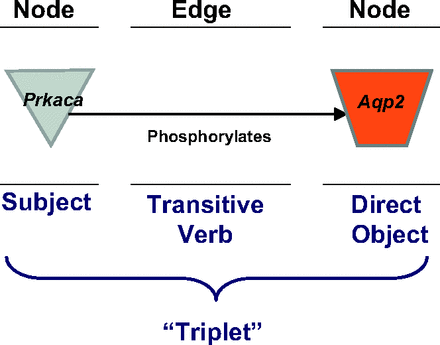 Node Edge Node
Prkaca Aqp2
Phosphorylates
Subject Transitive Direct
Verb Object
“Triplet”